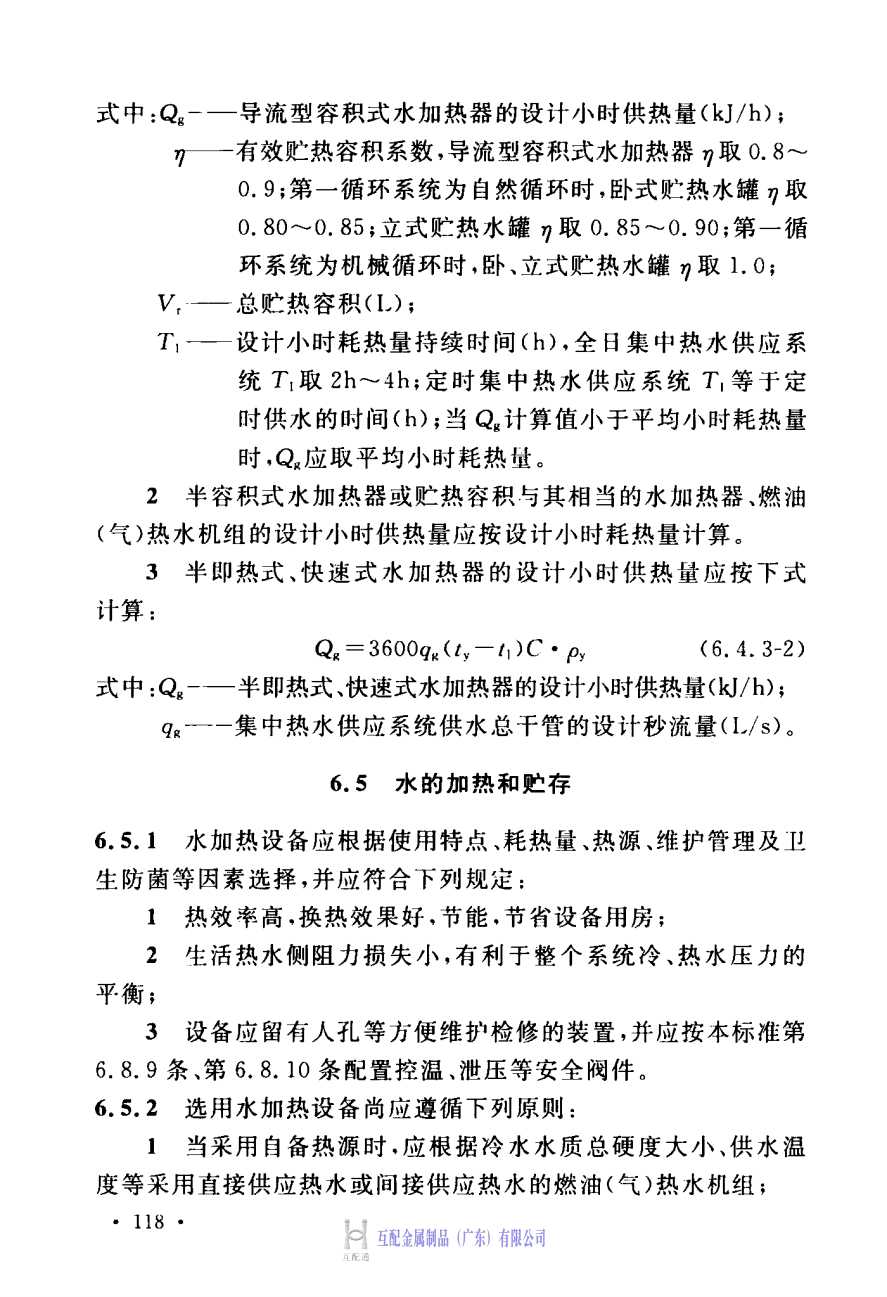 式中:Qg——导流型容积式水加热器的设计小时供热量(kJ/h);
η——有效贮热容积系数,导流型容积式水加热器 η取 0.8～
0.9;第一循环系统为自然循环时,卧式贮热水罐 η 取
0.80～0.85;立式贮热水罐 η 取 0.85～0.90;第一循
环系统为机械循环时,卧、立式贮热水罐 η取 1.0;
Vr——总贮热容积(L);
T1——设计小时耗热量持续时间(h),全日集中热水供应系
统 T1取 2h～4h;定时集中热水供应系统 T1等于定
时供水的时间(h);当 Qg计算值小于平均小时耗热量
时,Qg应取平均小时耗热量。
2 半容积式水加热器或贮热容积与其相当的水加热器、燃油
(气)热水机组的设计小时供热量应按设计小时耗热量计算。
3 半即热式、快速式水加热器的设计小时供热量应按下式
计算:
Qg=3600qg(ty-t1)C·ρy (6.4.3-2)
式中:Qg——半即热式、快速式水加热器的设计小时供热量(kJ/h);
qg——集中热水供应系统供水总干管的设计秒流量(L/s)。
6.5 水的加热和贮存
6.5.1 水加热设备应根据使用特点、耗热量、热源、维护管理及卫
生防菌等因素选择,并应符合下列规定:
1 热效率高,换热效果好、节能,节省设备用房;
2 生活热水侧阻力损失小,有利于整个系统冷、热水压力的
平衡;
3 设备应留有人孔等方便维护检修的装置,并应按本标准第
6.8.9 条、第 6.8.10 条配置控温、泄压等安全阀件。
6.5.2 选用水加热设备尚应遵循下列原则:
1 当采用自备热源时,应根据冷水水质总硬度大小、供水温
度等采用直接供应热水或间接供应热水的燃油(气)热水机组;
·118·
互配通
互配金属制品（广东）有限公司